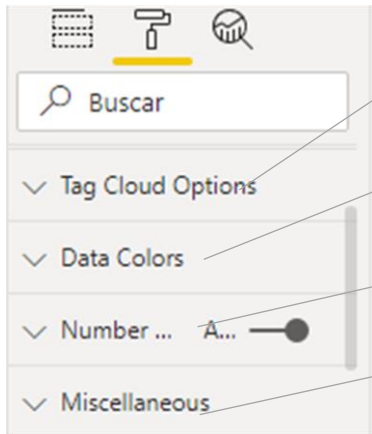 Buscar
Tag Cloud Options
Data Colors
Number ... A...
Miscellaneous